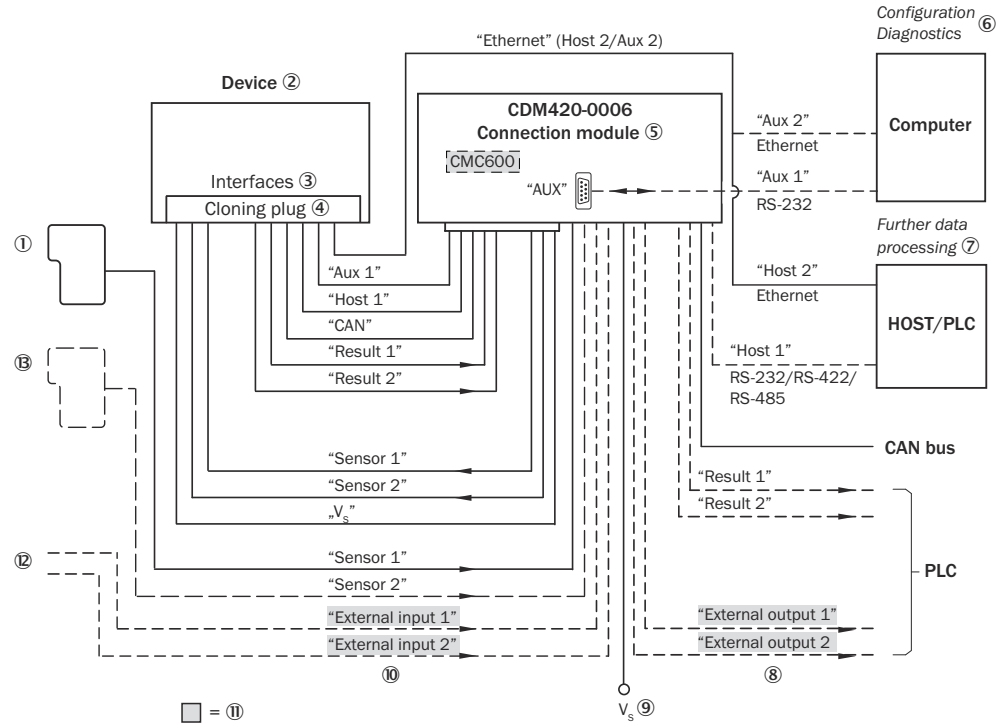 Configuration
Diagnostics ⑥
"Ethernet" (Host 2/Aux 2)
Device ②
CDM420-0006
Connection module ⑤
CMC600
"AUX"
"Aux 2"
Ethernet
Computer
"Aux 1"
RS-232
Interfaces ③
Cloning plug ④
①
Further data
processing ⑦
"Aux 1"
"Host 2"
Ethernet
"Host 1"
HOST/PLC
"CAN"
"Result 1"
"Host 1"
⑬
"Result 2"
RS-232/RS-422/
RS-485
CAN bus
"Sensor 1"
"Result 1"
"Sensor 2"
"Result 2"
„Vs"
⑫
"Sensor 1"
PLC
"Sensor 2"
"External input 1"
"External output 1"
"External input 2"
"External output 2
⑩
⑧
= ⑪
Vs ⑨